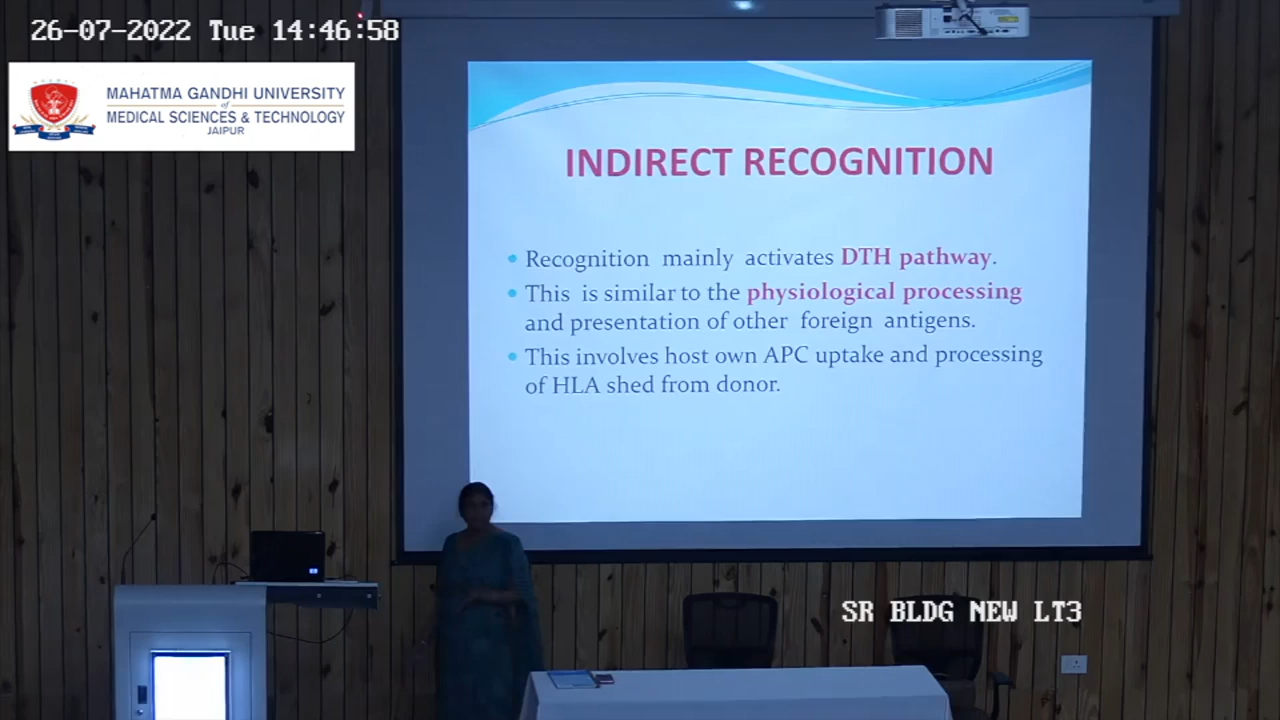 26-07-2022 Tue 14:46:58
MAHATMA GANDHI UNIVERSITY
of
MEDICAL SCIENCES & TECHNOLOGY
JAIPUR
INDIRECT RECOGNITION
• Recognition mainly activates DTH pathway.
• This is similar to the physiological processing
and presentation of other foreign antigens.
• This involves host own APC uptake and processing
of HLA shed from donor.
SR BLDG NEW LT3